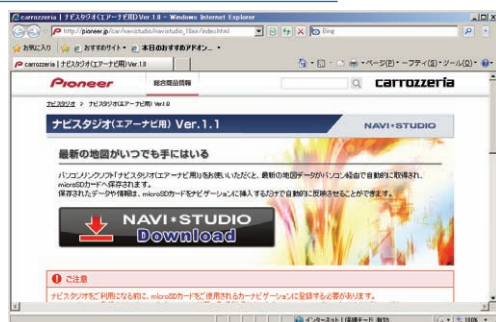 carrozzeria | ナビスタジオ(エアーナビ用) Ver.1.8 - Windows Internet Explorer
http://pioneer.jp/car/navistudio/navistudio_18xx/index.html
Bing
お気に入り おすすめサイト 本日のおすすめアドオン...
carrozzeria | ナビスタジオ(エアーナビ用) Ver.1.8
ページ(P) セーフティ(S) ツール(O)
Pioneer 総合商品情報 carrozzeria
ナビスタジオ > ナビスタジオ(エアーナビ用) Ver.1.8
ナビスタジオ(エアーナビ用) Ver.1.1 NAVI*STUDIO
最新の地図がいつでも手にはいる
パソコンリンクソフト「ナビスタジオ(エアーナビ用)」をお使いいただくと、最新の地図データがパソコン経由で自動的に取得され、
microSDカードへ保存されます。
保存されたデータや情報は、microSDカードをナビゲーションに挿入するだけで自動的に反映させることができます。
NAVI*STUDIO
Download
ご注意
ナビスタジオをご利用になる前に、microSDカードをご使用されるカーナビゲーションに登録する必要があります。
インターネット | 保護モード: 無効 100%